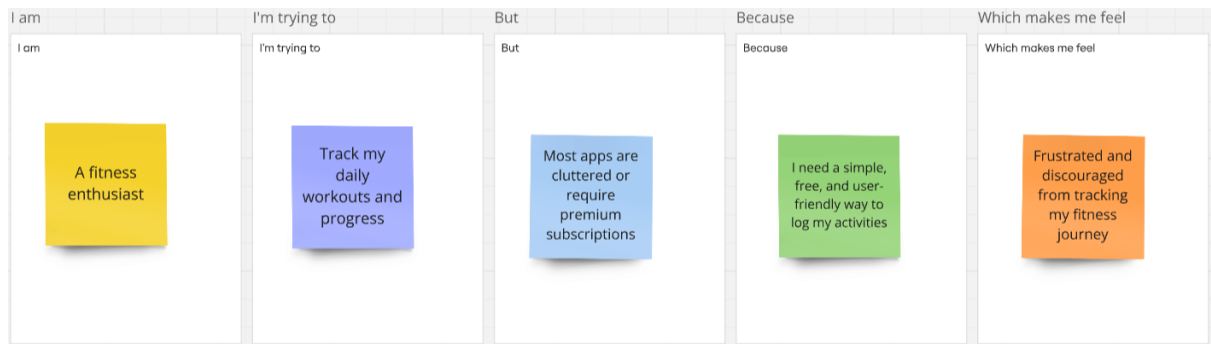 I am
I'm trying to
But
Because
Which makes me feel
I am
I'm trying to
But
Because
Which makes me feel
A fitness
enthusiast
Track my
daily
workouts and
progress
Most apps are
cluttered or
require
premium
subscriptions
I need a simple,
free, and user-
friendly way to
log my activities
Frustrated and
discouraged
from tracking
my fitness
journey